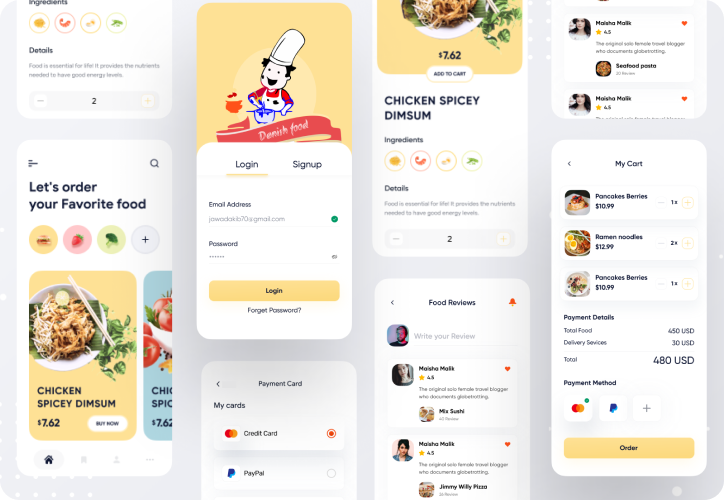 Ingredients
Details
Food is essential for life! It provides the nutrients
needed to have good energy levels.
2
Let's order
your Favorite food
CHICKEN
SPICEY DIMSUM
$7.62
BUY NOW
C
S
$7.62
Danish food
Login
Signup
Email Address
jawadakib70@gmail.com
Password
Login
Forget Password?
Payment Card
My cards
Credit Card
PayPal
$7.62
ADD TO CART
CHICKEN SPICEY
DIMSUM
Ingredients
Details
Food is essential for life! It provides the nutrients
needed to have good energy levels.
2
Food Reviews
Write your Review
Maisha Malik
4.5
The original solo female travel blogger
who documents globetrotting.
Mix Sushi
Maisha Malik
4.5
The original solo female travel blogger
who documents globetrotting.
Jimmy Willy Pizza
who documents globetrotting.
Maisha Malik
4.5
The original solo female travel blogger
who documents globetrotting.
Seafood pasta
20 Review
Maisha Malik
4.5
My Cart
Pancakes Berries
$10.99
1x
Ramen noodles
$12.99
2x
Pancakes Berries
$10.99
1x
Payment Details
Total Food
450 USD
Delivery Sevices
30 USD
Total
480 USD
Payment Method
Order